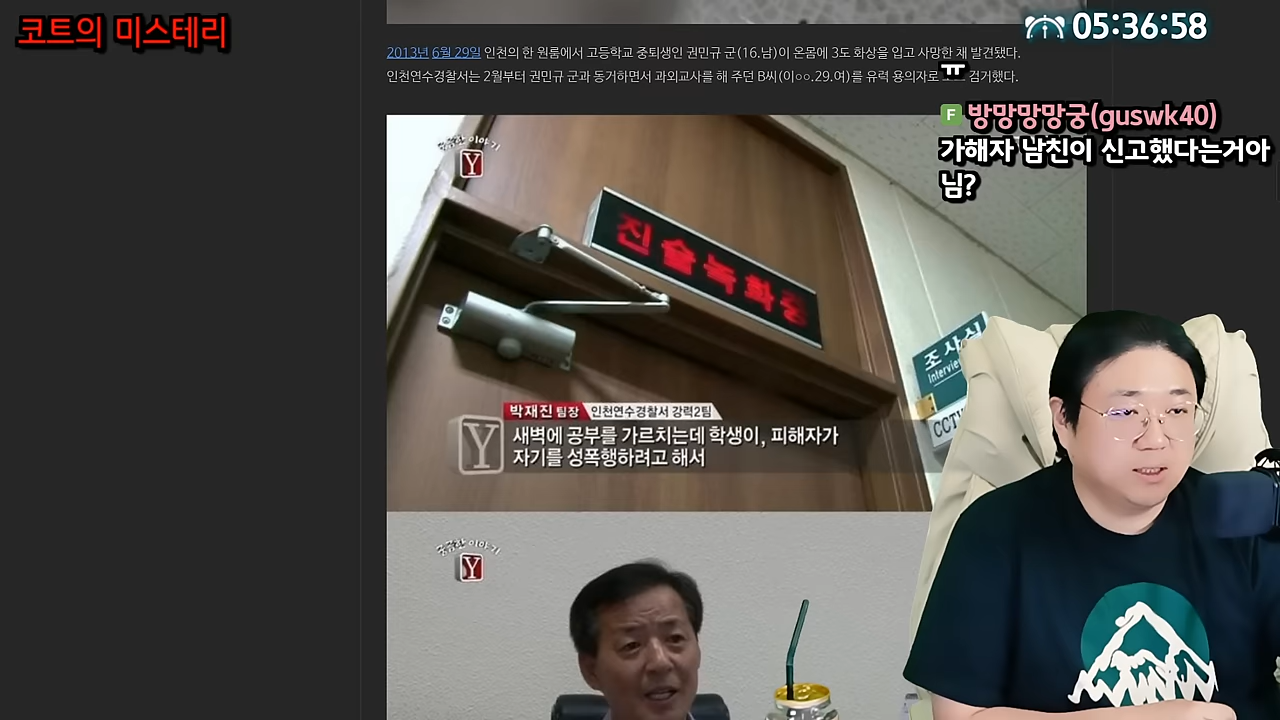 코트의 미스테리
05:36:58
2013년 6월 29일 인천의 한 원룸에서 고등학교 중퇴생인 권민규 군(16.남)이 온몸에 3도 화상을 입고 사망한 채 발견됐다.
인천연수경찰서는 2월부터 권민규 군과 동거하면서 과외교사를 해 주던 B씨(이○○.29.여)를 유력 용의자로 검거했다.
ㅠ
F 방망망망궁(guswk40)
가해자 남친이 신고했다는거아
님?
궁금한 이야기
Y
진술녹화중
조사실
Interview
CCTV
박재진 팀장 인천연수경찰서 강력2팀
Y 새벽에 공부를 가르치는데 학생이, 피해자가
자기를 성폭행하려고 해서
궁금한 이야기
Y